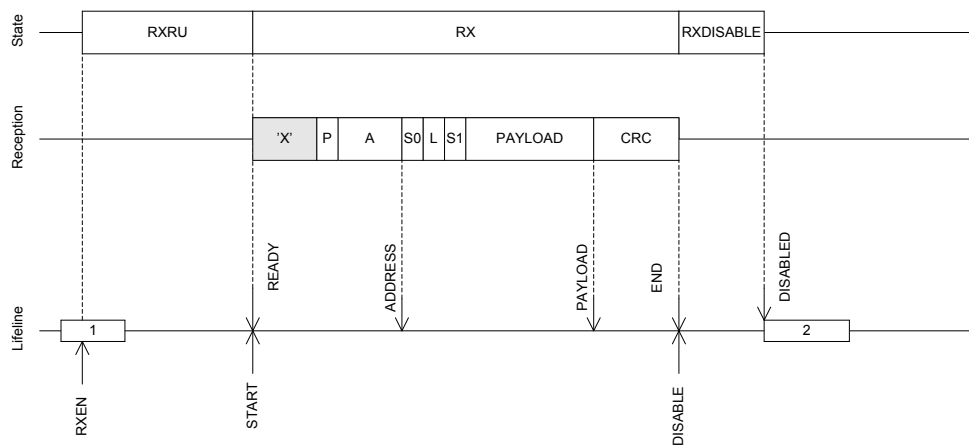 State
RXRU
RX
RXDISABLE
Reception
'X'
P
A
S0
L
S1
PAYLOAD
CRC
READY
ADDRESS
PAYLOAD
END
DISABLED
Lifeline
1
2
RXEN
START
DISABLE